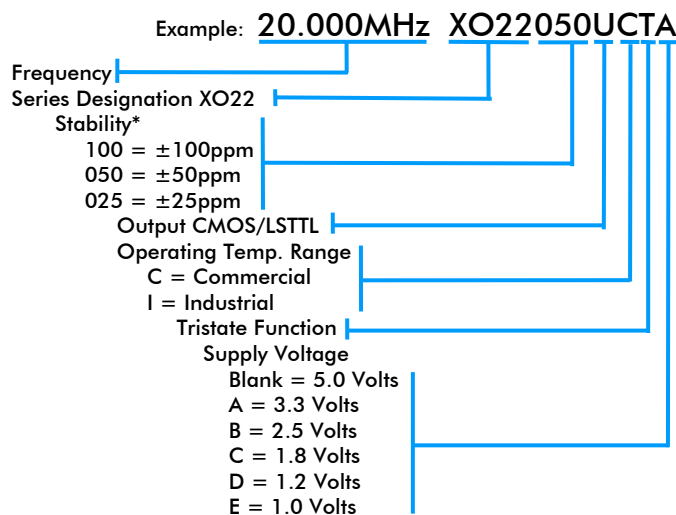 Example: 20.000MHz XO22050UCTA
Frequency
Series Designation XO22
Stability*
100 = ±100ppm
050 = ±50ppm
025 = ±25ppm
Output CMOS/LSTTL
Operating Temp. Range
C = Commercial
I = Industrial
Tristate Function
Supply Voltage
Blank = 5.0 Volts
A = 3.3 Volts
B = 2.5 Volts
C = 1.8 Volts
D = 1.2 Volts
E = 1.0 Volts